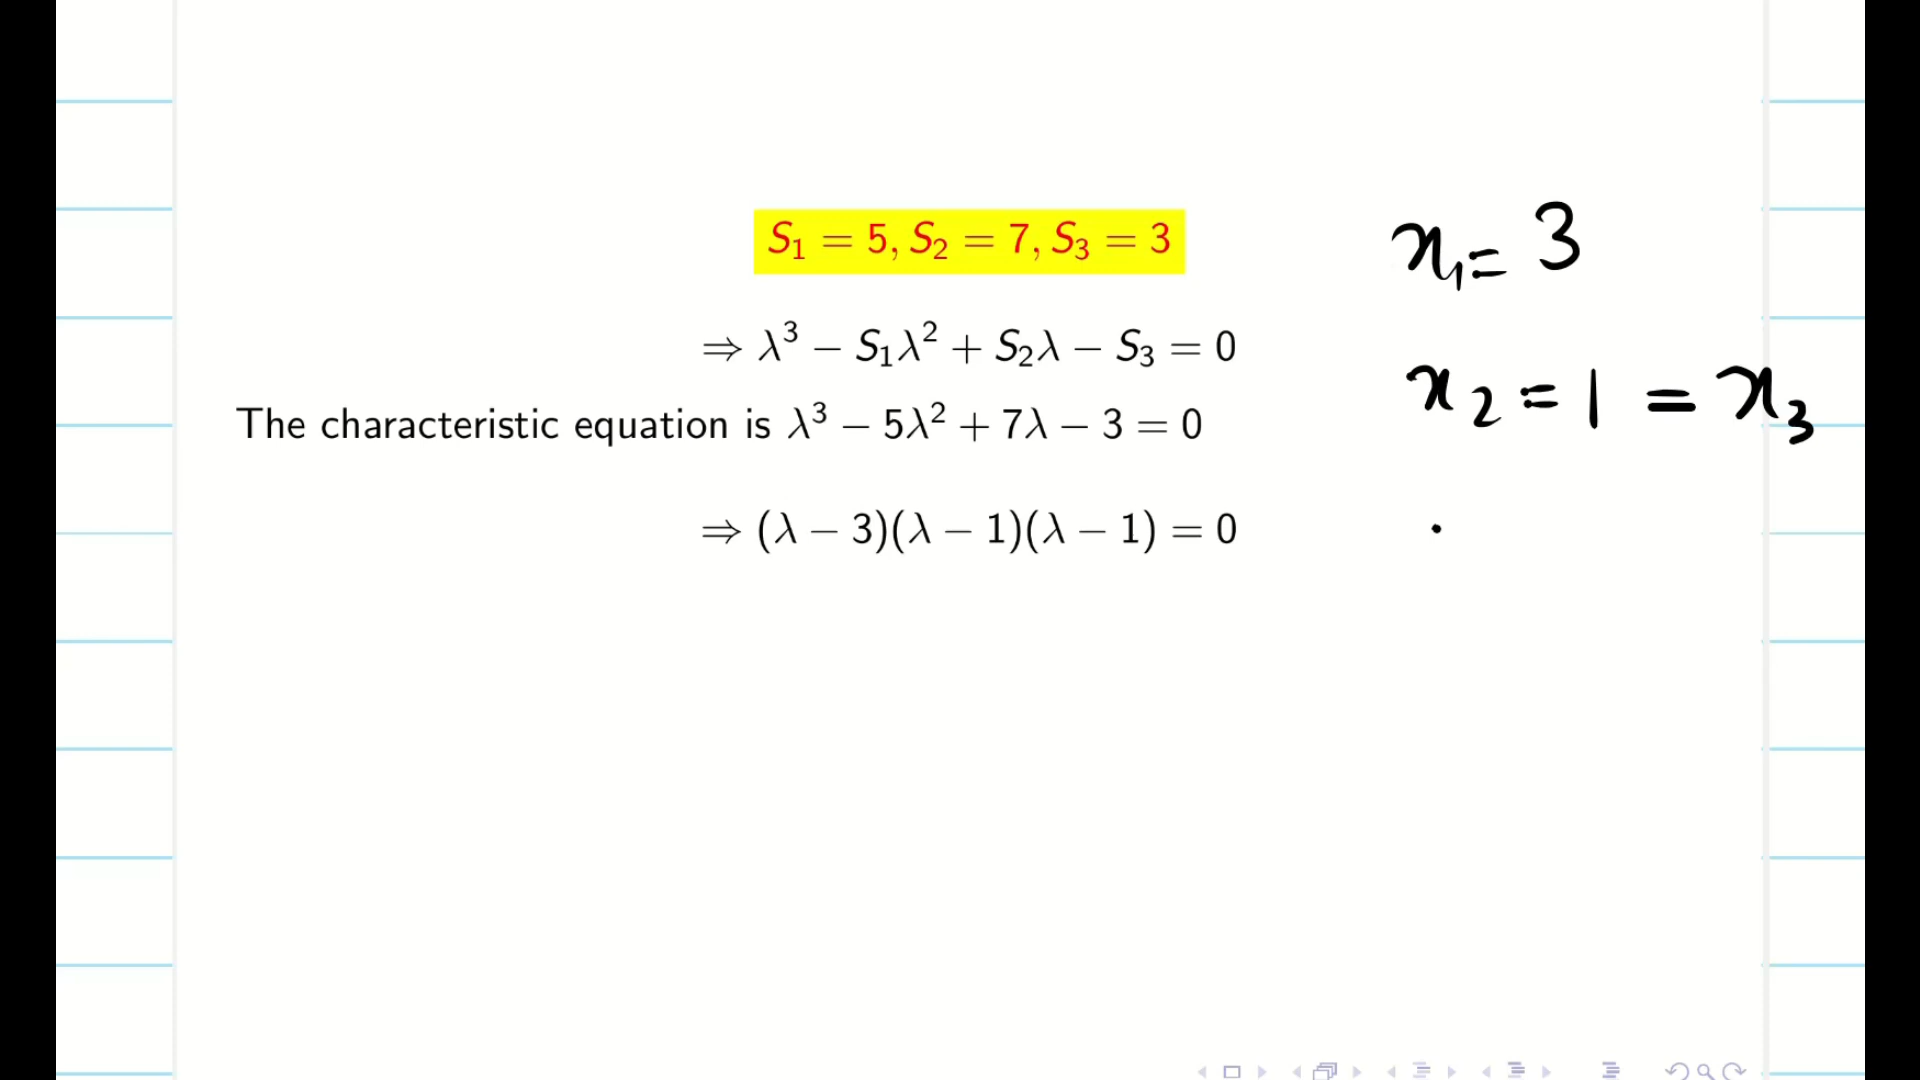 S₁ = 5, S₂ = 7, S₃ = 3
⇒ λ³ − S₁λ² + S₂λ − S₃ = 0
The characteristic equation is λ³ − 5λ² + 7λ − 3 = 0
⇒ (λ − 3)(λ − 1)(λ − 1) = 0
x₁ = 3
x₂ = 1 = x₃